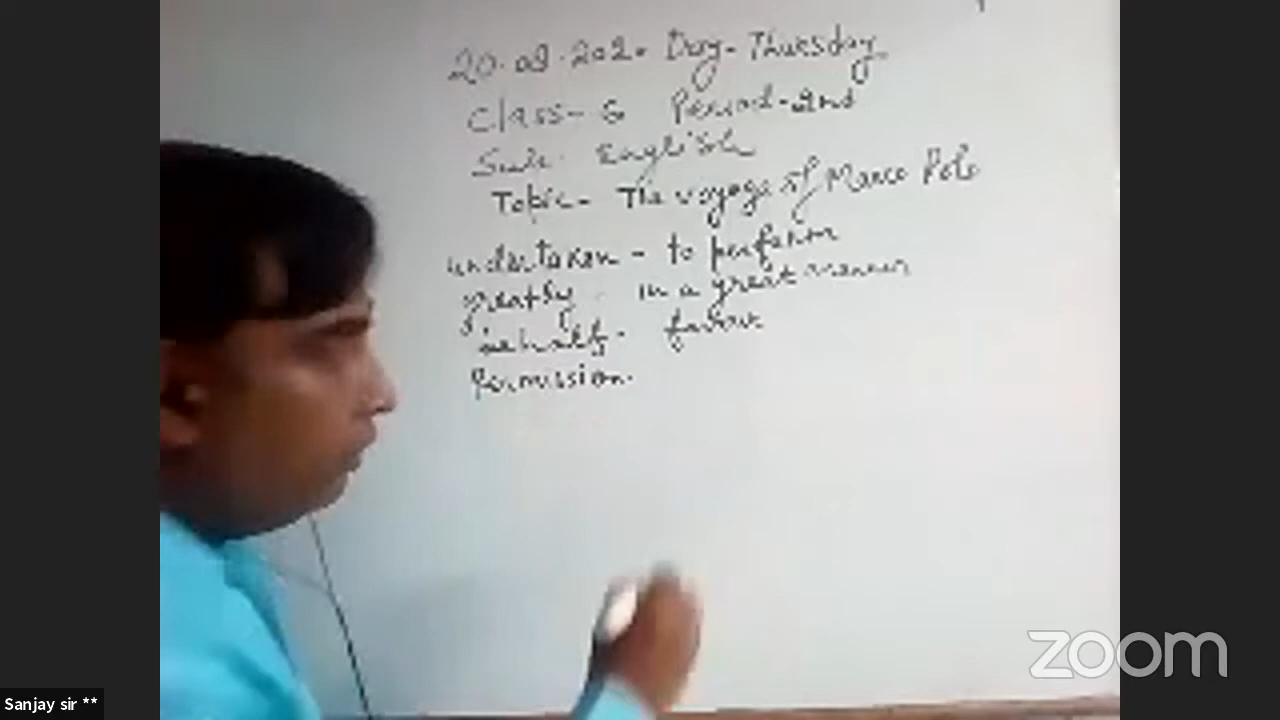 20.08.2020 Day- Thursday
Class- 6 Period-2nd
Sub- English
Topic- The voyage of Marco Polo
undertaken - to perform
greatly - in a great manner
behalf - favour
Permission-
Sanjay sir **
zoom